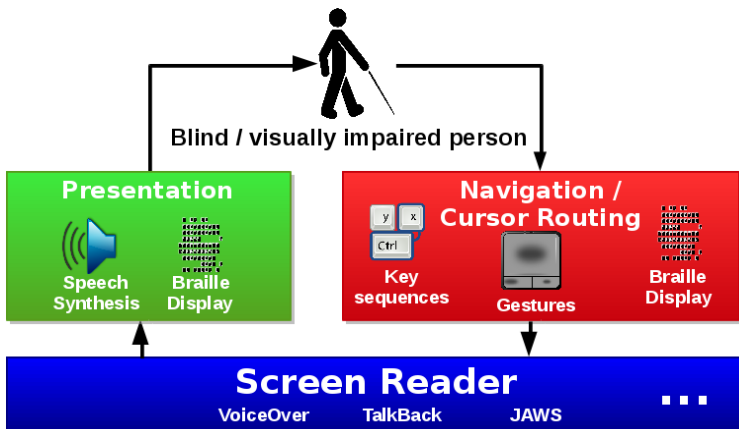 Blind / visually impaired person
Presentation
Speech
Synthesis
Braille
Display
Navigation /
Cursor Routing
y
x
Ctrl
Key
sequences
Gestures
Braille
Display
Screen Reader
...
VoiceOver
TalkBack
JAWS